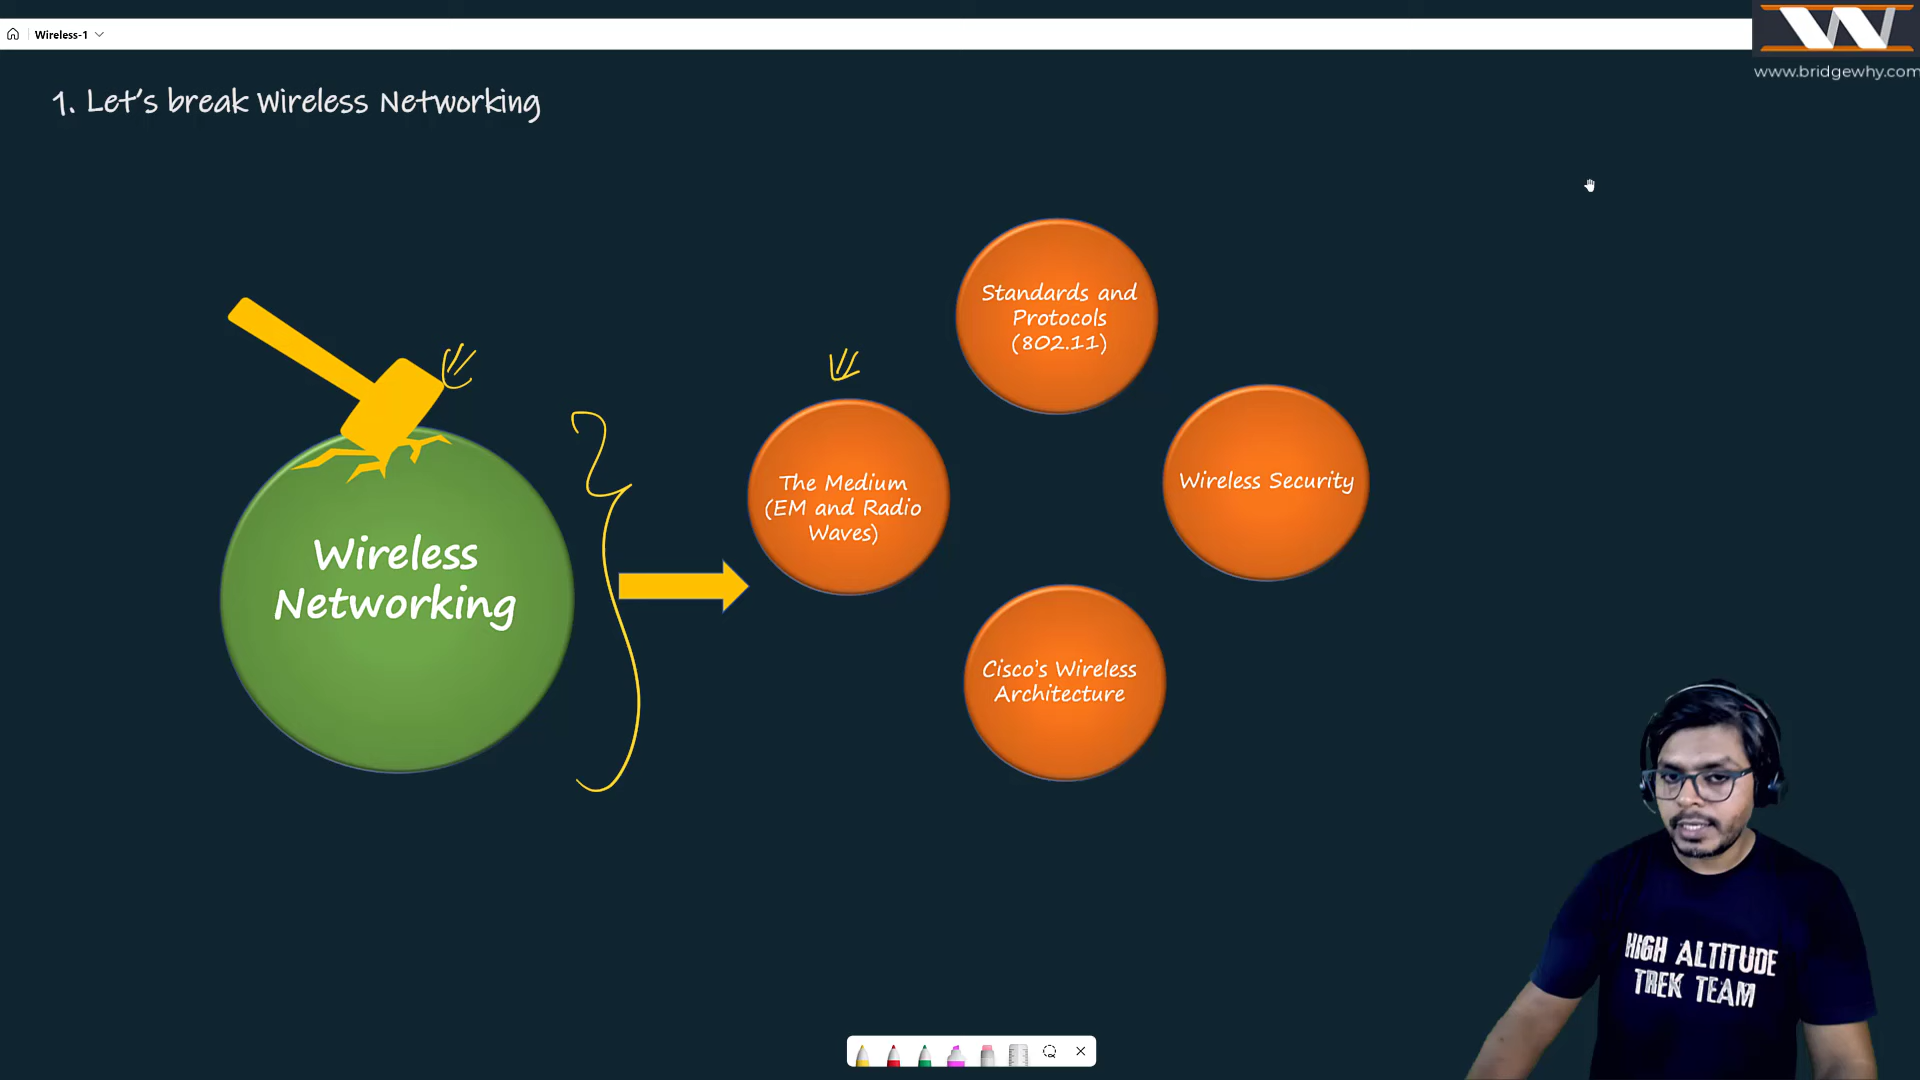 Wireless-1
www.bridgewhy.com
1. Let's break Wireless Networking
Standards and
Protocols
(802.11)
The Medium
(EM and Radio
Waves)
Wireless Security
Wireless
Networking
Cisco's Wireless
Architecture
HIGH ALTITUDE
TREK TEAM